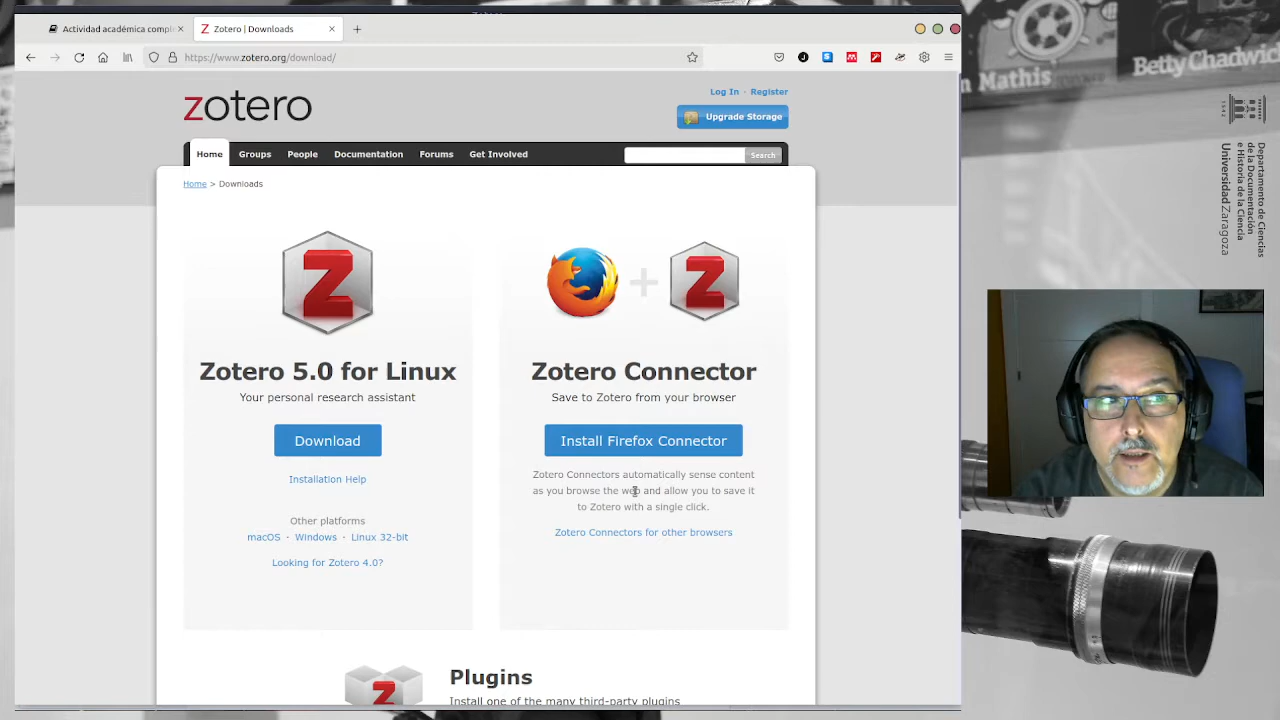 Zotero
Actividad académica compl
Zotero | Downloads
https://www.zotero.org/download/
zotero
Log In · Register
Upgrade Storage
Home
Groups
People
Documentation
Forums
Get Involved
Search
Home > Downloads
Zotero 5.0 for Linux
Your personal research assistant
Download
Installation Help
Other platforms
macOS · Windows · Linux 32-bit
Looking for Zotero 4.0?
Zotero Connector
Save to Zotero from your browser
Install Firefox Connector
Zotero Connectors automatically sense content
as you browse the web and allow you to save it
to Zotero with a single click.
Zotero Connectors for other browsers
Plugins
Install one of the many third-party plugins
n Mathis
Betty Chadwic
Departamento de Ciencias
de la Documentación
e Historia de la Ciencia
Universidad Zaragoza
1542